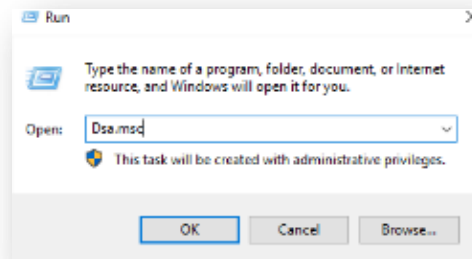 Run
Type the name of a program, folder, document, or Internet
resource, and Windows will open it for you.
Open: Dsa.msc
This task will be created with administrative privileges.
OK Cancel Browse...